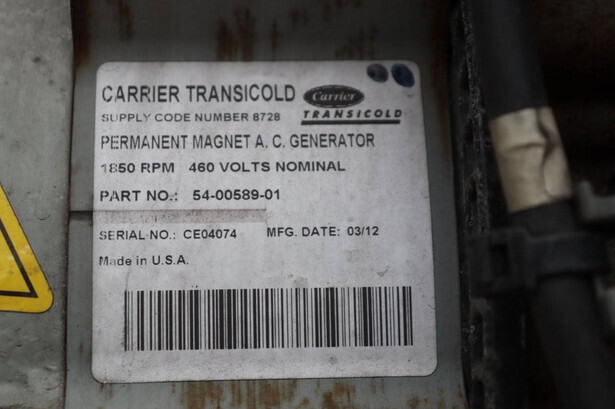 CARRIER TRANSICOLD
Carrier
TRANSICOLD
SUPPLY CODE NUMBER 8728
PERMANENT MAGNET A. C. GENERATOR
1850 RPM 460 VOLTS NOMINAL
PART NO.: 54-00589-01
SERIAL NO.: CE04074 MFG. DATE: 03/12
Made in U.S.A.